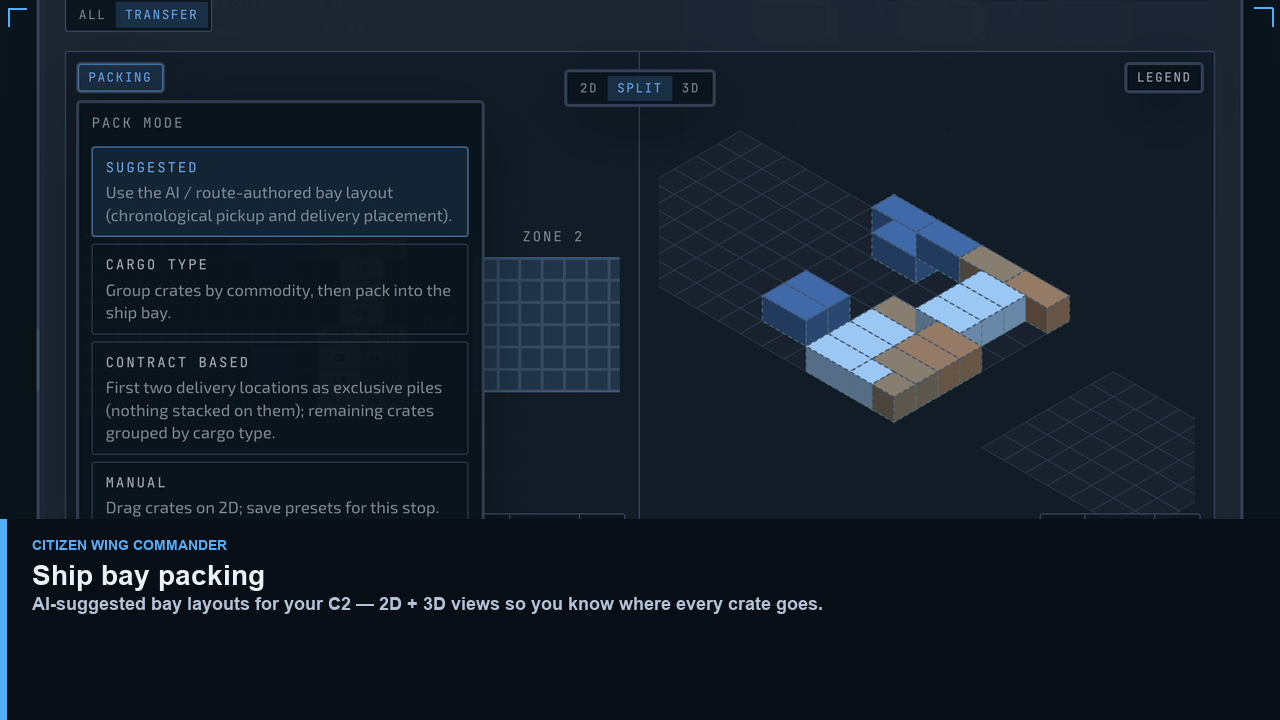 ALL TRANSFER
PACKING
2D SPLIT 3D
LEGEND
PACK MODE
SUGGESTED
Use the AI / route-authored bay layout
(chronological pickup and delivery placement).
CARGO TYPE
Group crates by commodity, then pack into the
ship bay.
CONTRACT BASED
First two delivery locations as exclusive piles
(nothing stacked on them); remaining crates
grouped by cargo type.
MANUAL
Drag crates on 2D; save presets for this stop.
ZONE 2
CITIZEN WING COMMANDER
Ship bay packing
AI-suggested bay layouts for your C2 — 2D + 3D views so you know where every crate goes.